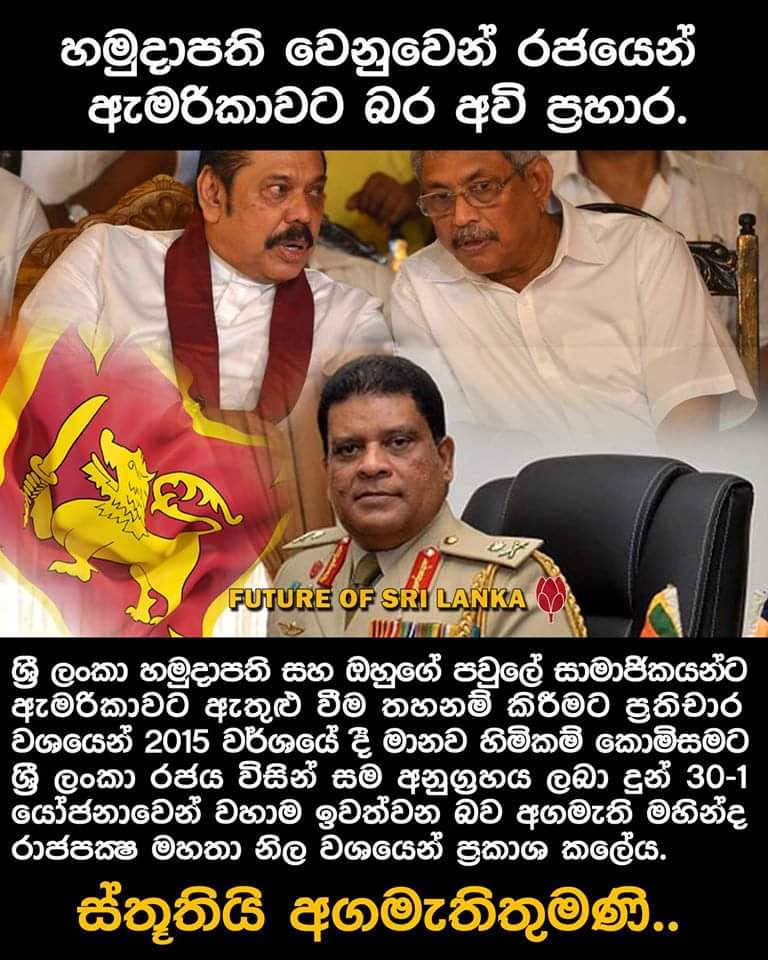 හමුදාපති වෙනුවෙන් රජයෙන්
ඇමරිකාවට බර අවි ප්‍රහාර.
FUTURE OF SRI LANKA
ශ්‍රී ලංකා හමුදාපති සහ ඔහුගේ පවුලේ සාමාජිකයන්ට
ඇමරිකාවට ඇතුළු වීම තහනම් කිරීමට ප්‍රතිචාර
වශයෙන් 2015 වර්ශයේ දී මානව හිමිකම් කොමිසමට
ශ්‍රී ලංකා රජය විසින් සම අනුග්‍රහය ලබා දුන් 30-1
යෝජනාවෙන් වහාම ඉවත්වන බව අගමැති මහින්ද
රාජපක්‍ෂ මහතා නිල වශයෙන් ප්‍රකාශ කලේය.
ස්තූතියි අගමැතිතුමණි..